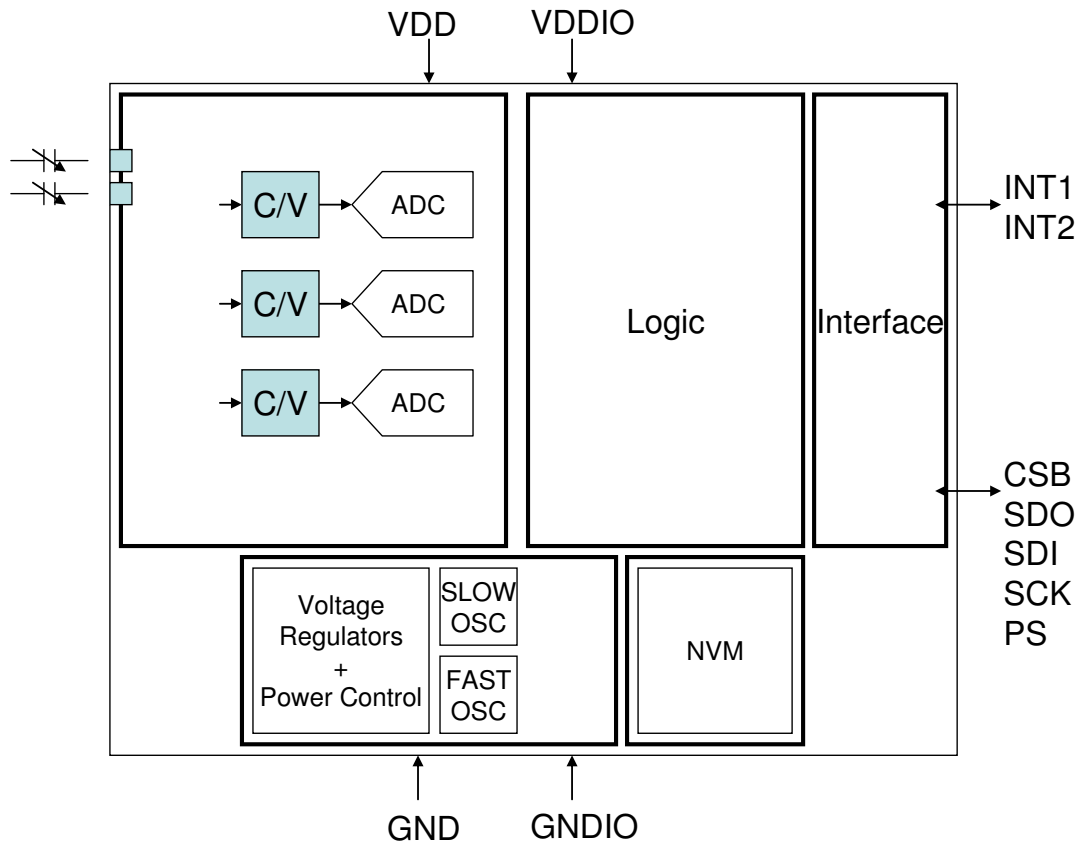 VDD
VDDIO
C/V
ADC
C/V
ADC
C/V
ADC
Logic
Interface
INT1
INT2
CSB
SDO
SDI
SCK
PS
Voltage
Regulators
+
Power Control
SLOW
OSC
FAST
OSC
NVM
GND
GNDIO